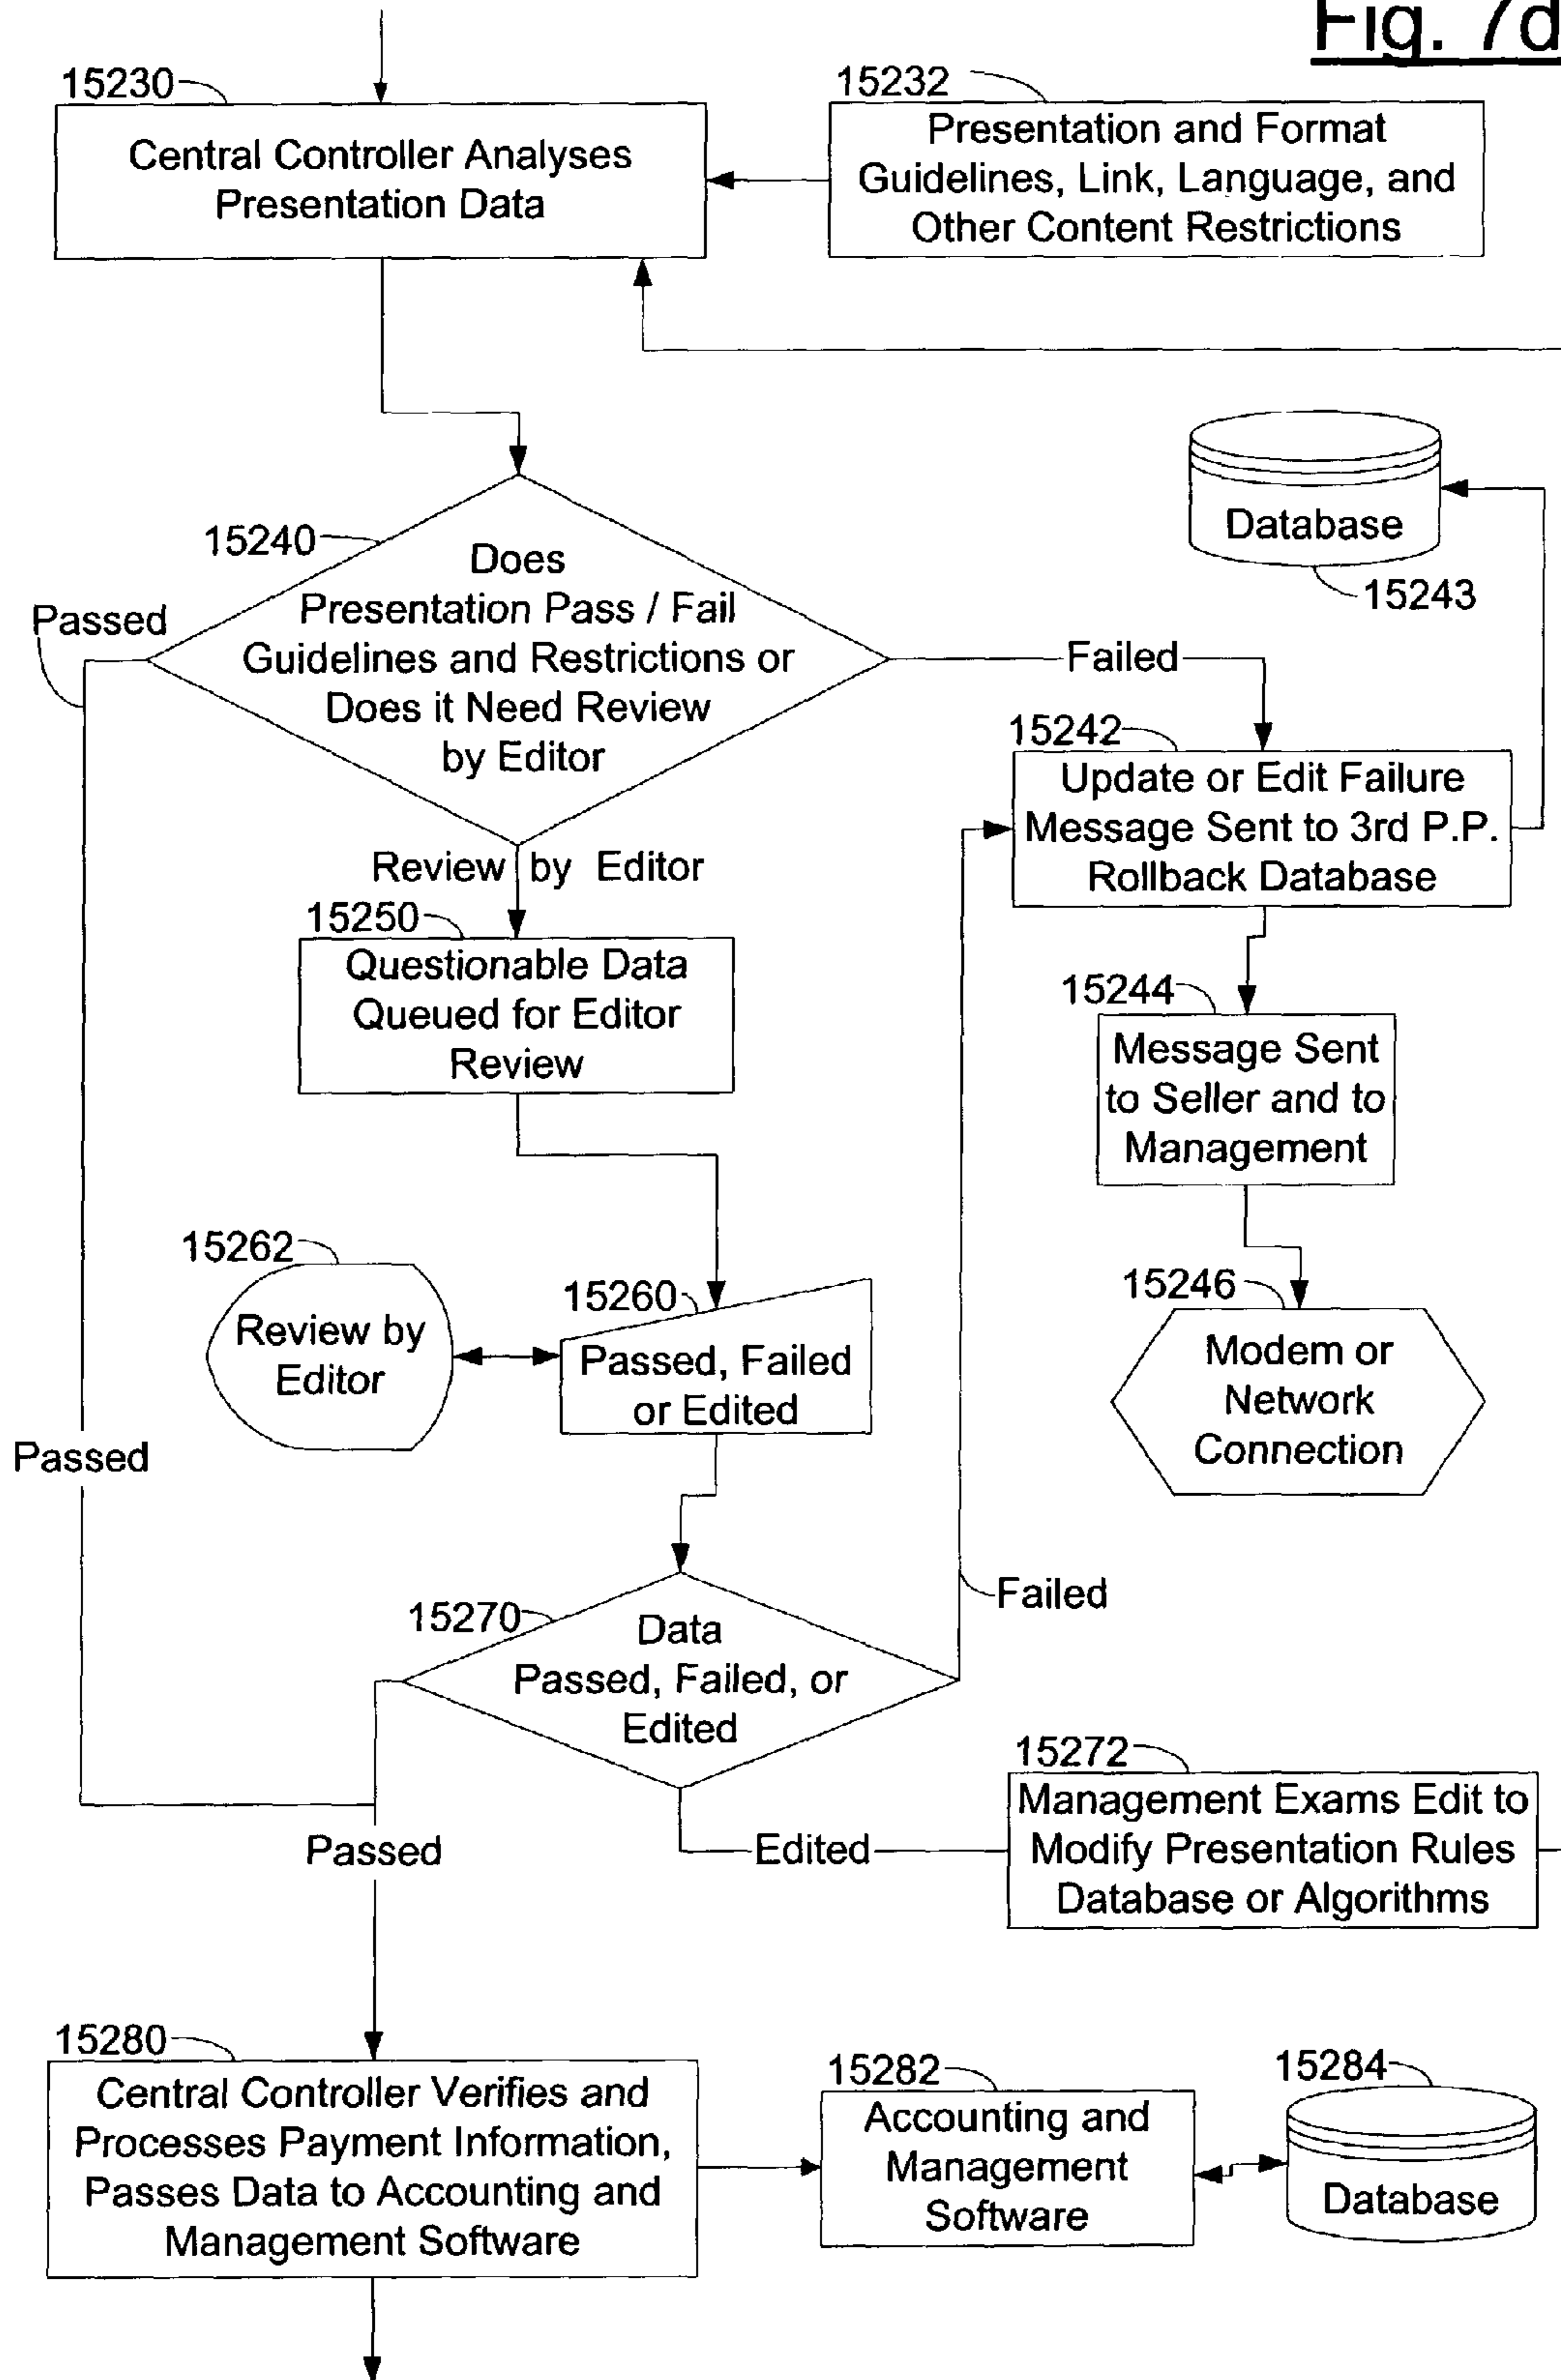 Fig. 7d
15230
Central Controller Analyses
Presentation Data
15232
Presentation and Format
Guidelines, Link, Language, and
Other Content Restrictions
15240
Does
Presentation Pass / Fail
Guidelines and Restrictions or
Does it Need Review
by Editor
Passed
Failed
Database
15243
15242
Update or Edit Failure
Message Sent to 3rd P.P.
Rollback Database
Review by Editor
15250
Questionable Data
Queued for Editor
Review
15244
Message Sent
to Seller and to
Management
15262
Review by
Editor
15260
Passed, Failed
or Edited
15246
Modem or
Network
Connection
Passed
Failed
15270
Data
Passed, Failed, or
Edited
15272
Management Exams Edit to
Modify Presentation Rules
Database or Algorithms
Passed
Edited
15280
Central Controller Verifies and
Processes Payment Information,
Passes Data to Accounting and
Management Software
15282
Accounting and
Management
Software
15284
Database